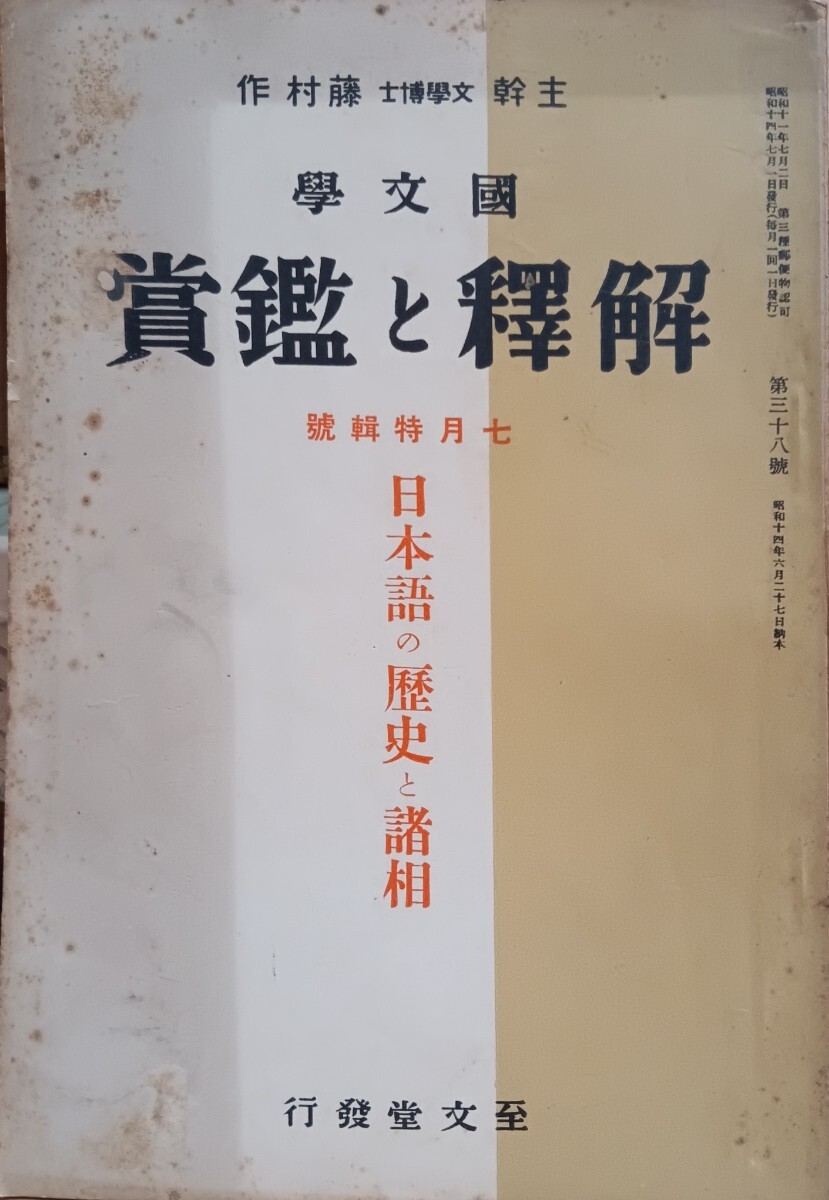 主幹 文學博士 藤村作
國文學
解釋と鑑賞
七月特輯號
日本語の歷史と諸相
至文堂發行
昭和十一年七月二日 第三種郵便物認可
昭和十四年七月一日發行(每月一回一日發行)
第三十八號
昭和十四年六月二十七日納本